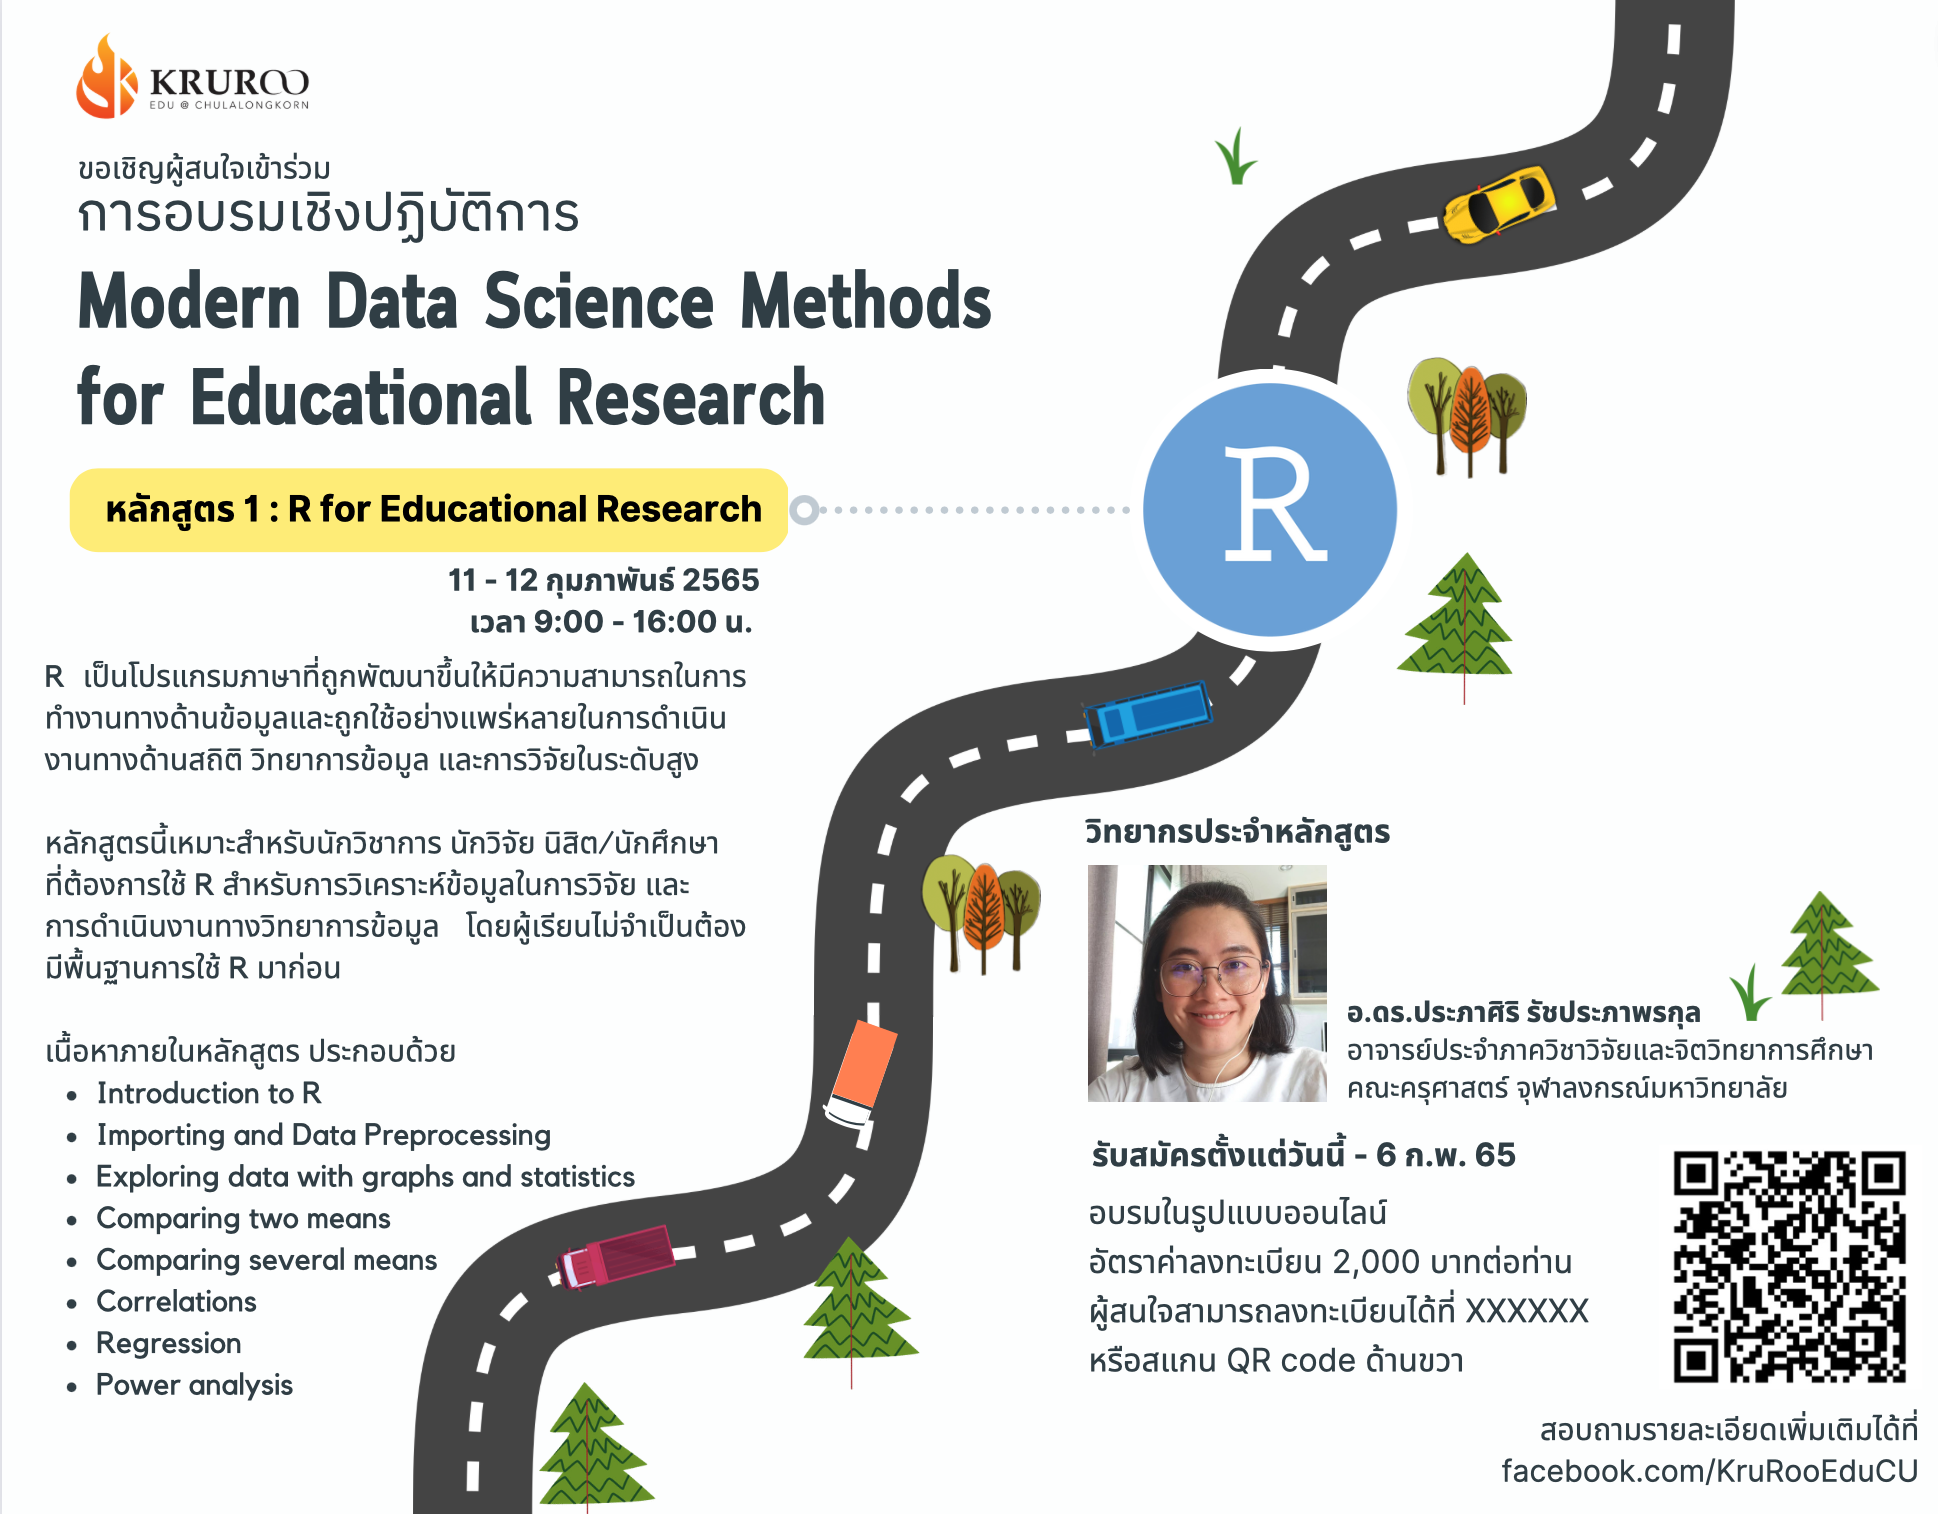 KRUROO
EDU @ CHULALONGKORN
ขอเชิญผู้สนใจเข้าร่วม
การอบรมเชิงปฏิบัติการ
Modern Data Science Methods
for Educational Research
หลักสูตร 1 : R for Educational Research
R
11 - 12 กุมภาพันธ์ 2565
เวลา 9:00 - 16:00 น.
R เป็นโปรแกรมภาษาที่ถูกพัฒนาขึ้นให้มีความสามารถในการ
ทำงานทางด้านข้อมูลและถูกใช้อย่างแพร่หลายในการดำเนิน
งานทางด้านสถิติ วิทยาการข้อมูล และการวิจัยในระดับสูง
หลักสูตรนี้เหมาะสำหรับนักวิชาการ นักวิจัย นิสิต/นักศึกษา
ที่ต้องการใช้ R สำหรับการวิเคราะห์ข้อมูลในการวิจัย และ
การดำเนินงานทางวิทยาการข้อมูล โดยผู้เรียนไม่จำเป็นต้อง
มีพื้นฐานการใช้ R มาก่อน
เนื้อหาภายในหลักสูตร ประกอบด้วย
• Introduction to R
• Importing and Data Preprocessing
• Exploring data with graphs and statistics
• Comparing two means
• Comparing several means
• Correlations
• Regression
• Power analysis
วิทยากรประจำหลักสูตร
อ.ดร.ประภาศิริ รัชประภาพรกุล
อาจารย์ประจำภาควิชาวิจัยและจิตวิทยาการศึกษา
คณะครุศาสตร์ จุฬาลงกรณ์มหาวิทยาลัย
รับสมัครตั้งแต่วันนี้ - 6 ก.พ. 65
อบรมในรูปแบบออนไลน์
อัตราค่าลงทะเบียน 2,000 บาทต่อท่าน
ผู้สนใจสามารถลงทะเบียนได้ที่ XXXXXX
หรือสแกน QR code ด้านขวา
สอบถามรายละเอียดเพิ่มเติมได้ที่
facebook.com/KruRooEduCU